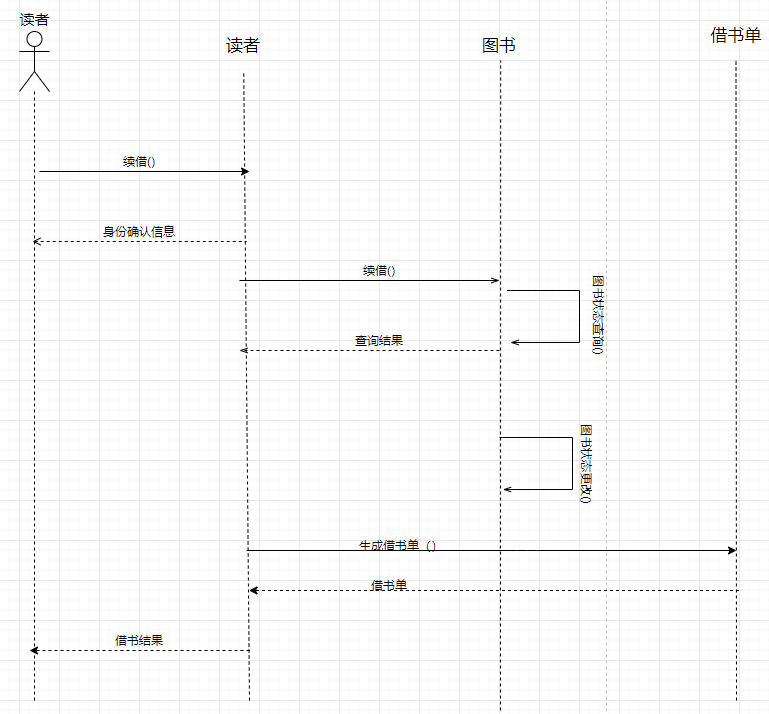 读者
读者
图书
借书单
续借()
身份确认信息
续借()
图书状态查询()
查询结果
图书状态更改()
生成借书单（）
借书单
借书结果